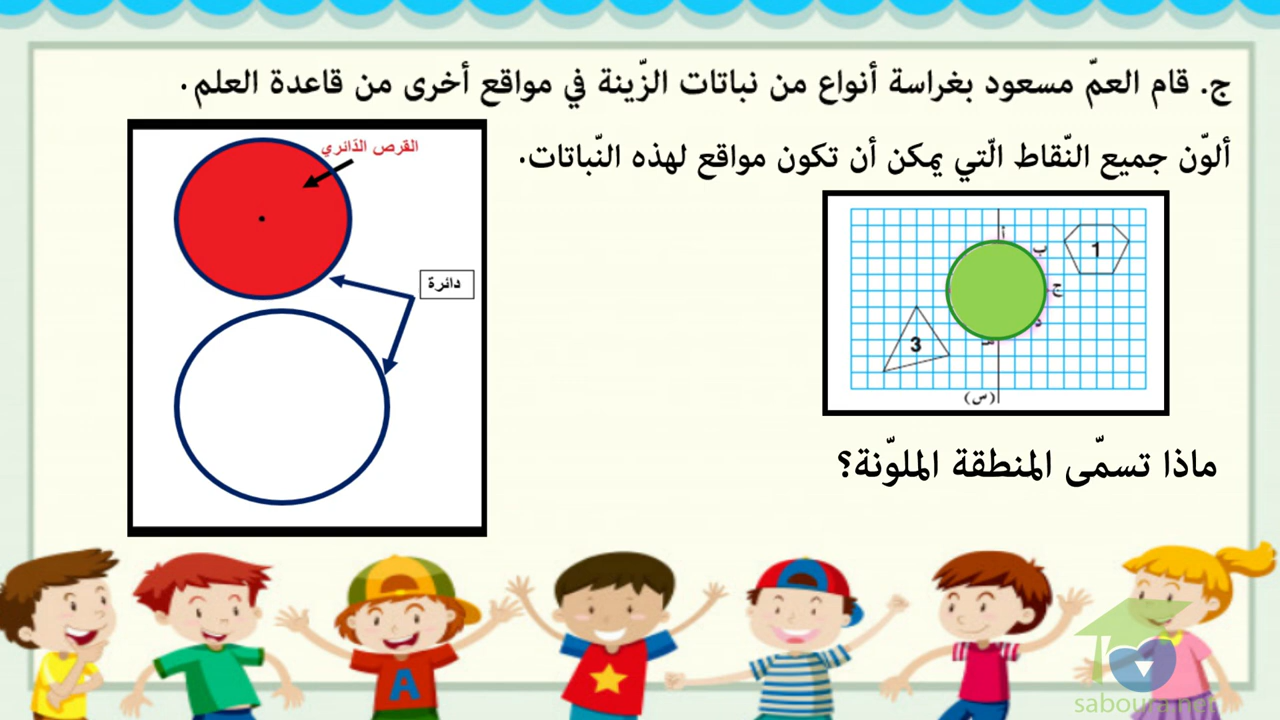 ج. قام العمّ مسعود بغراسة أنواع من نباتات الزّينة في مواقع أخرى من قاعدة العلم.
ألوّن جميع النّقاط الّتي يمكن أن تكون مواقع لهذه النّباتات.
القرص الدّائري
دائرة
أ
ب
1
ج
د
3
(س)
ماذا تسمّى المنطقة الملوّنة؟
A
saboura.net